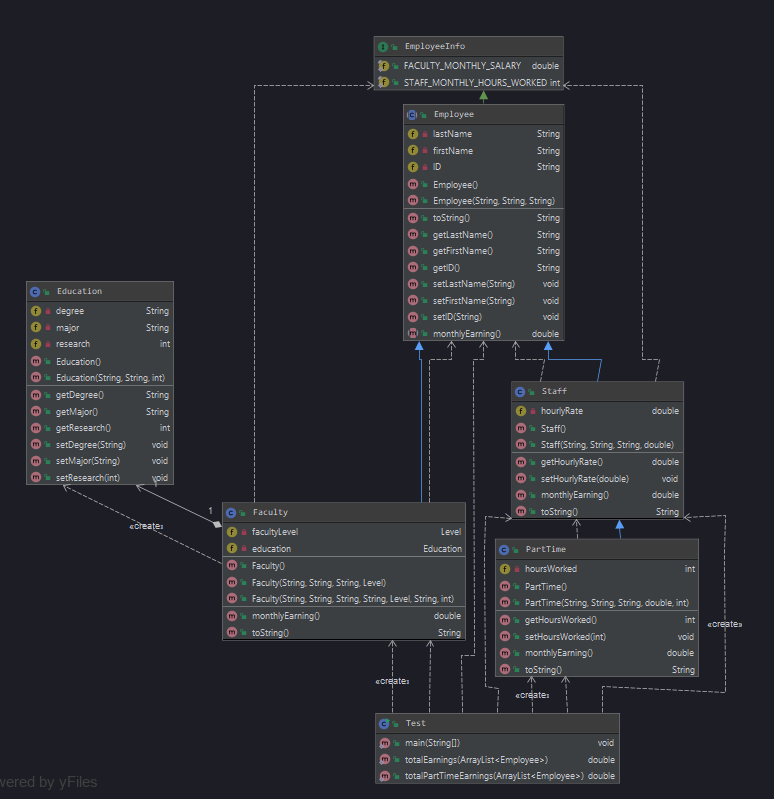 EmployeeInfo
FACULTY_MONTHLY_SALARY double
STAFF_MONTHLY_HOURS_WORKED int
Employee
lastName String
firstName String
ID String
Employee()
Employee(String, String, String)
toString() String
getLastName() String
getFirstName() String
getID() String
setLastName(String) void
setFirstName(String) void
setID(String) void
monthlyEarning() double
Education
degree String
major String
research int
Education()
Education(String, String, int)
getDegree() String
getMajor() String
getResearch() int
setDegree(String) void
setMajor(String) void
setResearch(int) void
Staff
hourlyRate double
Staff()
Staff(String, String, String, double)
getHourlyRate() double
setHourlyRate(double) void
monthlyEarning() double
toString() String
1
1
«create»
Faculty
facultyLevel Level
education Education
Faculty()
Faculty(String, String, String, Level)
Faculty(String, String, String, String, Level, String, int)
monthlyEarning() double
toString() String
PartTime
hoursWorked int
PartTime()
PartTime(String, String, String, double, int)
getHoursWorked() int
setHoursWorked(int) void
monthlyEarning() double
toString() String
«create»
«create»
«create»
Test
main(String[]) void
totalEarnings(ArrayList<Employee>) double
totalPartTimeEarnings(ArrayList<Employee>) double
wered by yFiles